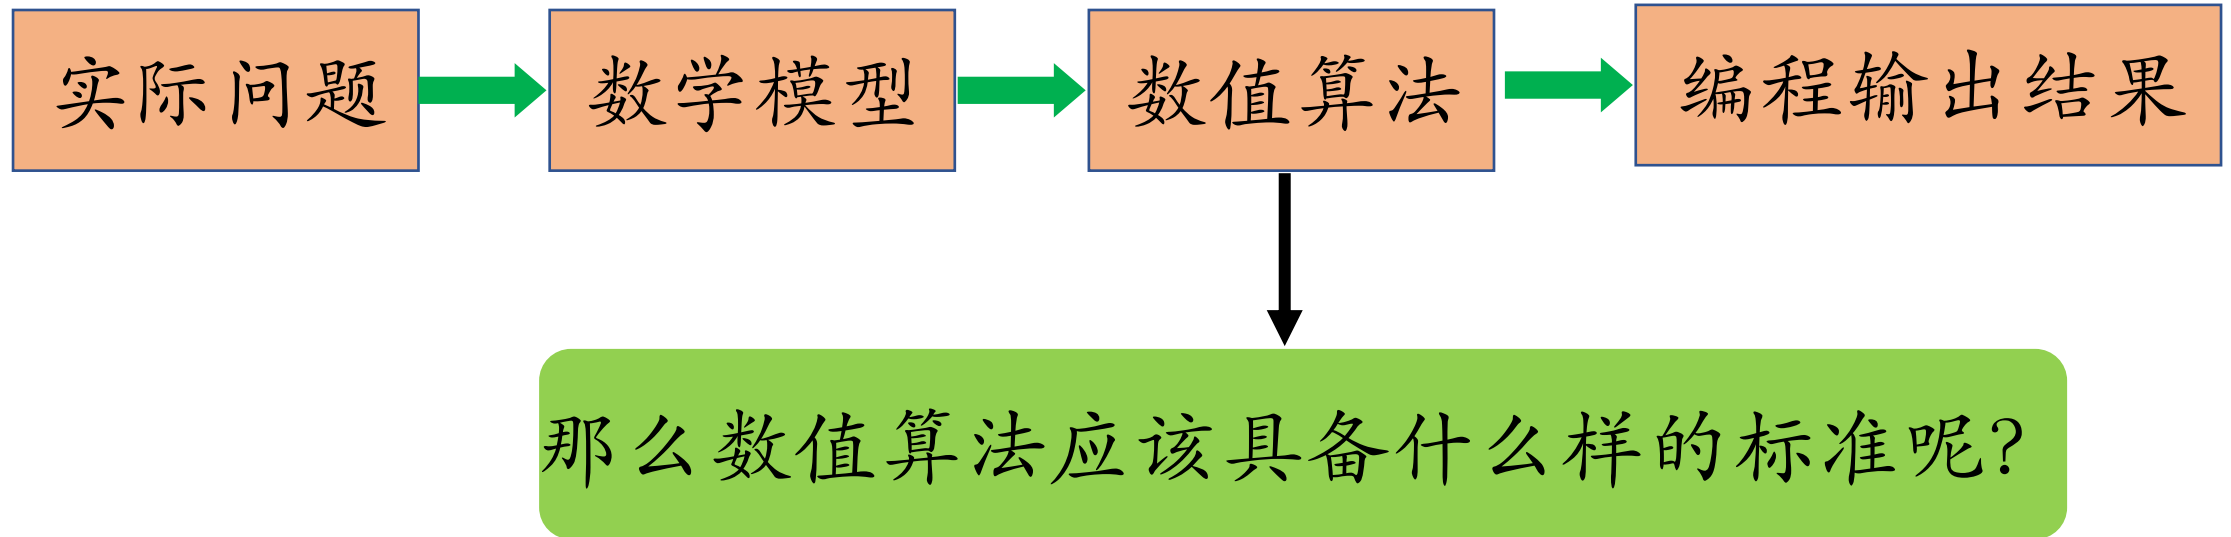 实际问题
数学模型
数值算法
编程输出结果
那么数值算法应该具备什么样的标准呢？